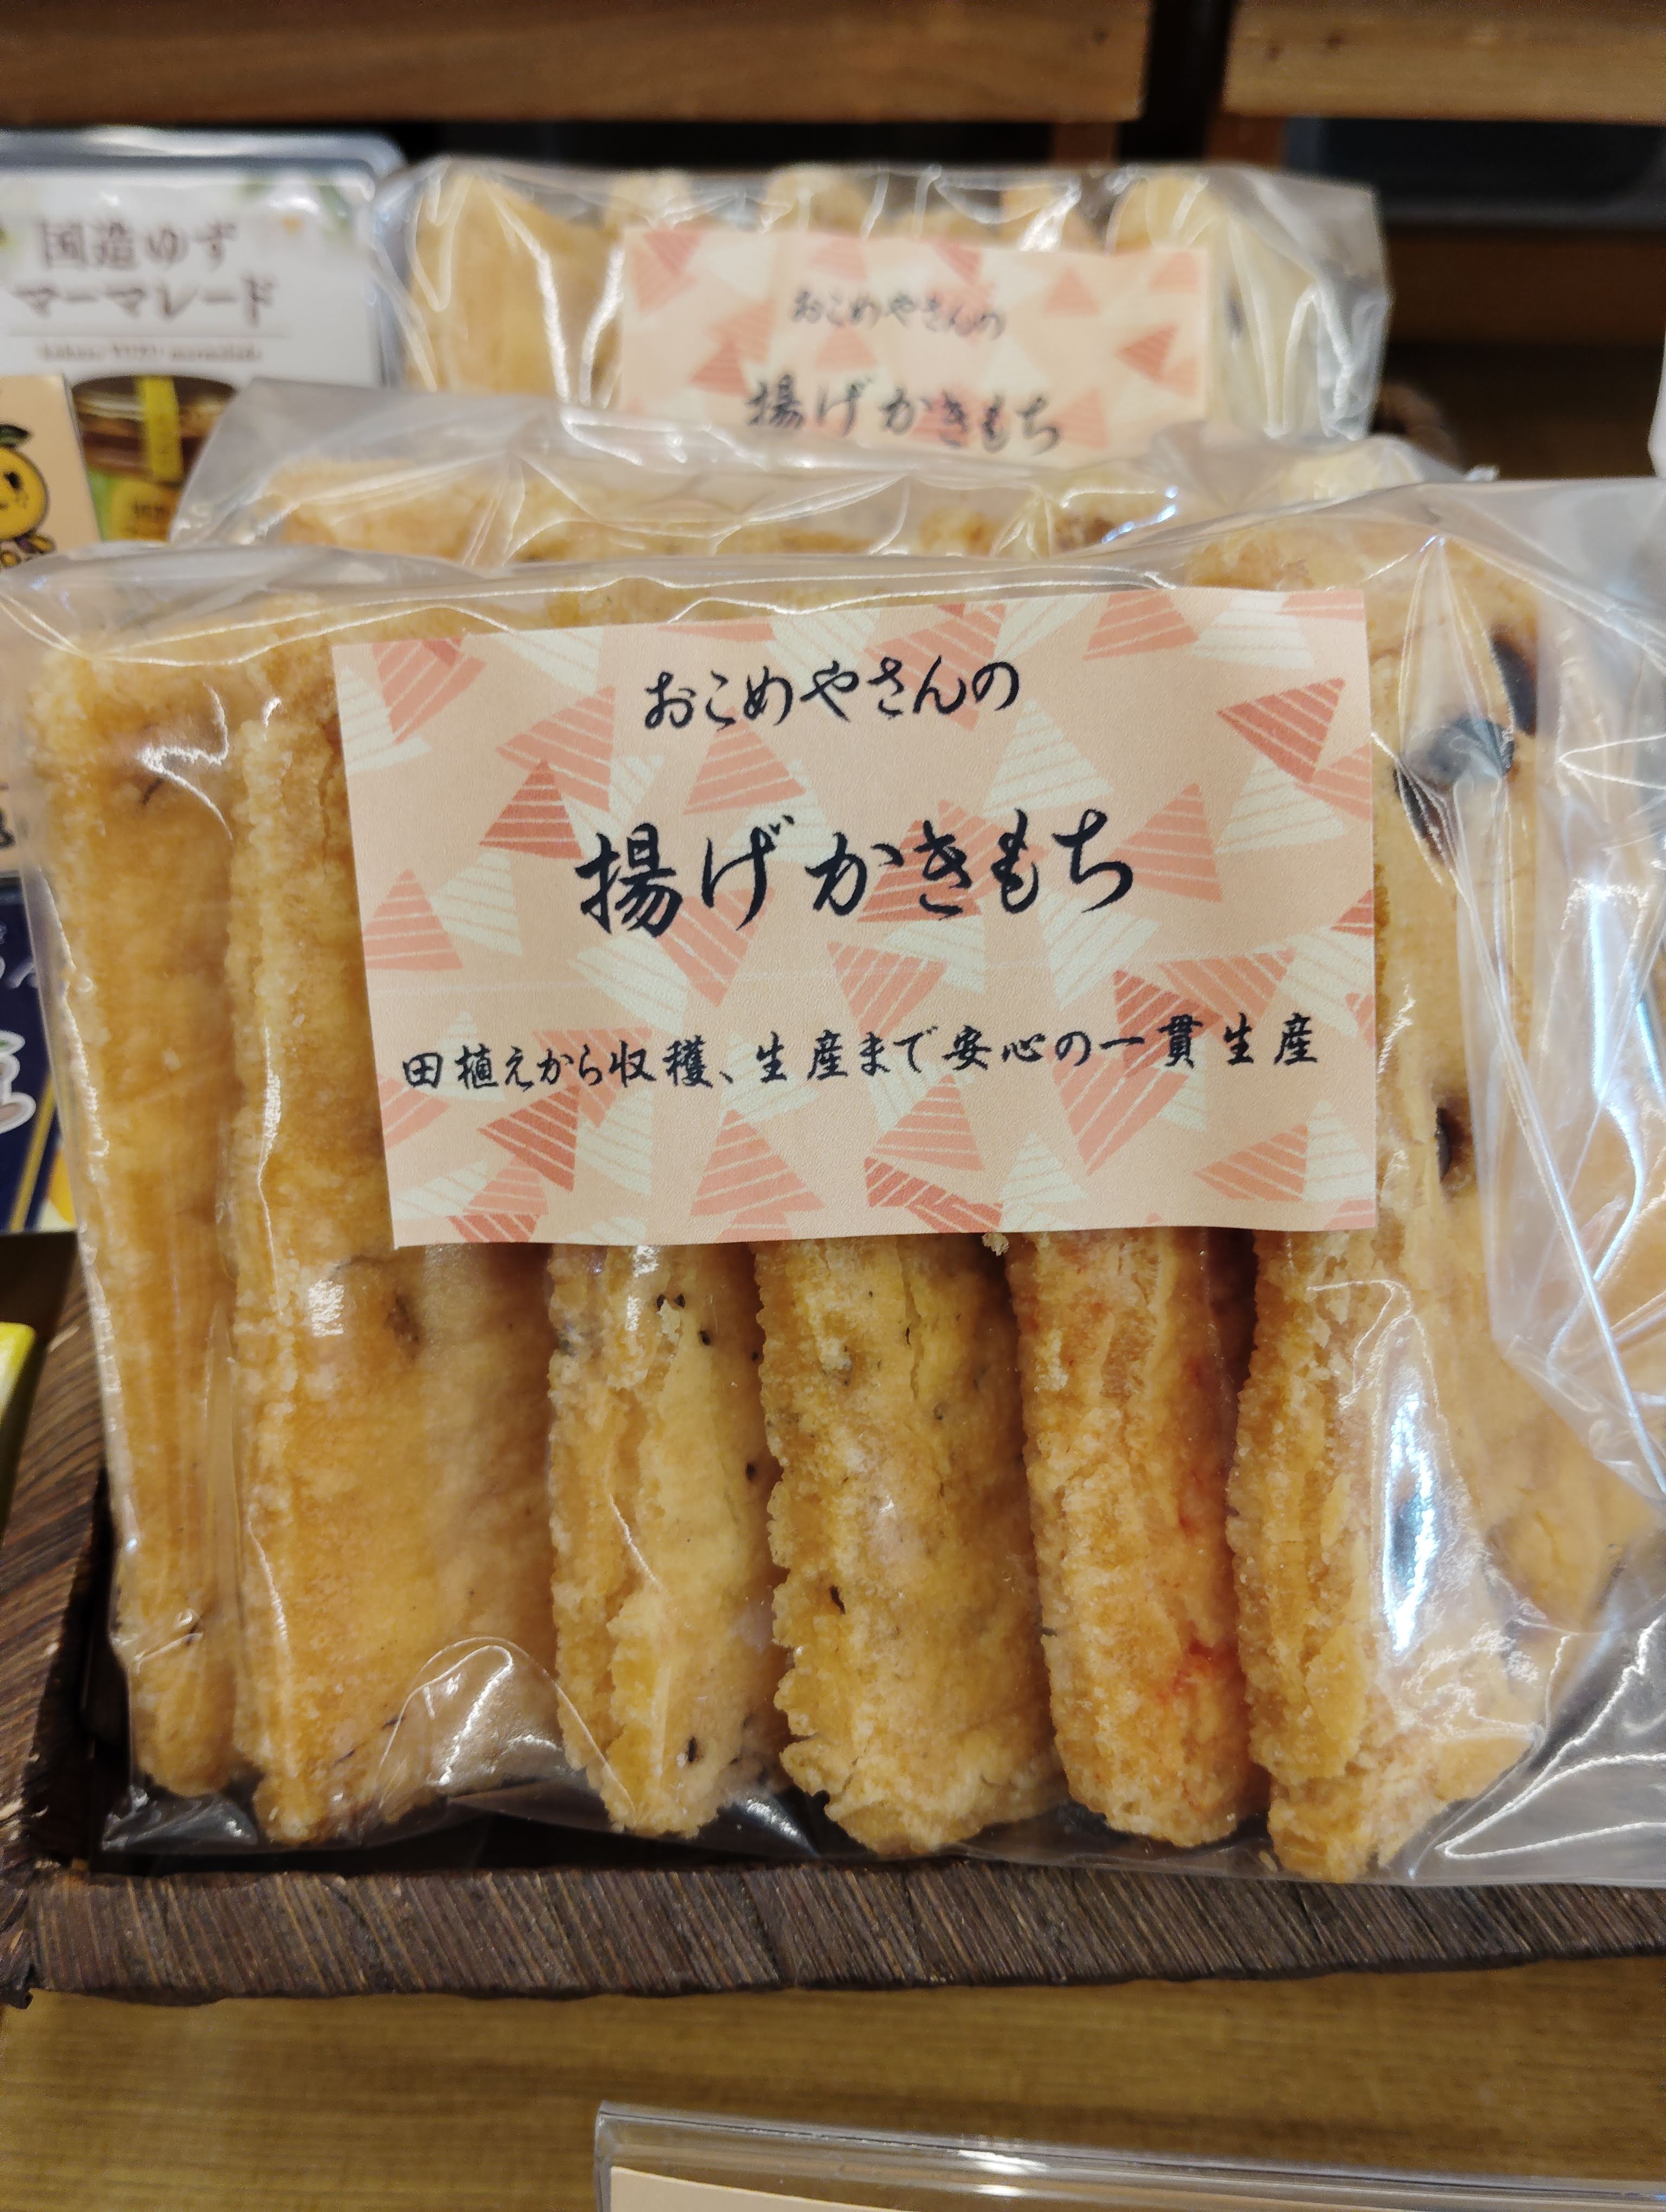 国造ゆず
マーマレード
おこめやさんの
揚げかきもち
おこめやさんの
揚げかきもち
田植えから収穫、生産まで安心の一貫生産